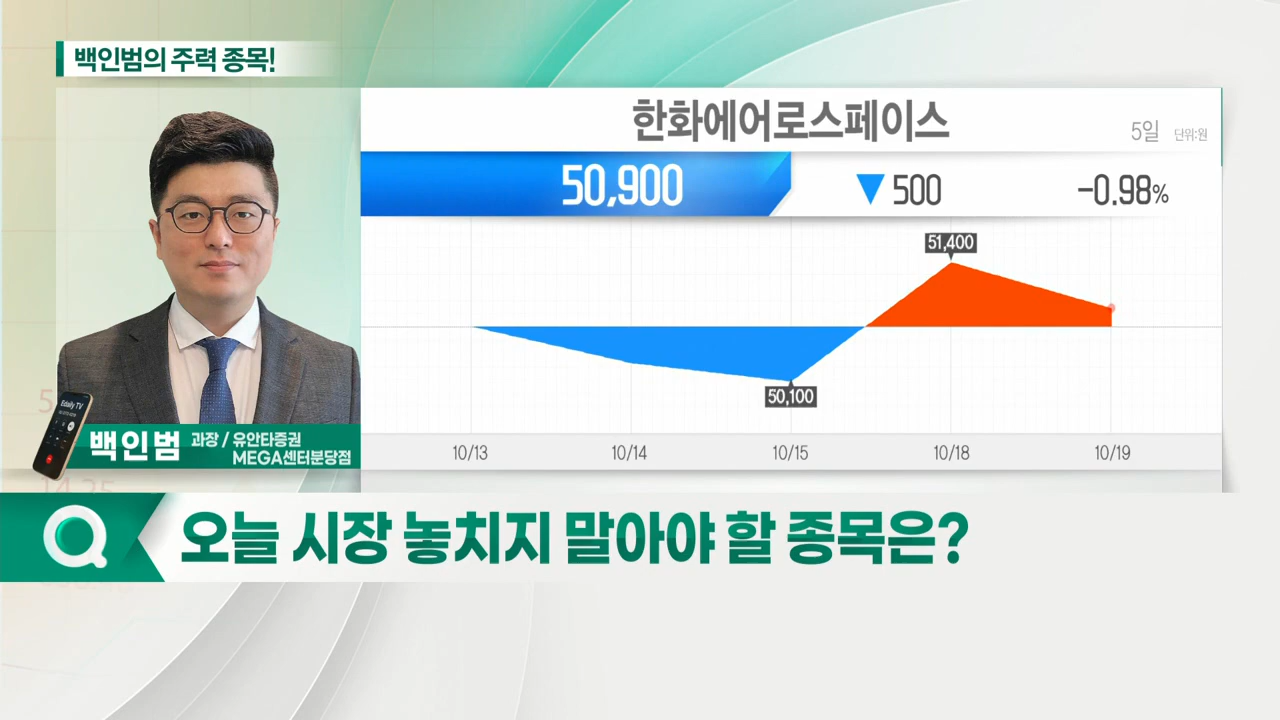 백인범의 주력 종목!
한화에어로스페이스
5일 단위:원
50,900 ▼ 500 -0.98%
51,400
50,100
10/13 10/14 10/15 10/18 10/19
Edaily TV
백인범 과장 / 유안타증권
MEGA센터분당점
오늘 시장 놓치지 말아야 할 종목은?